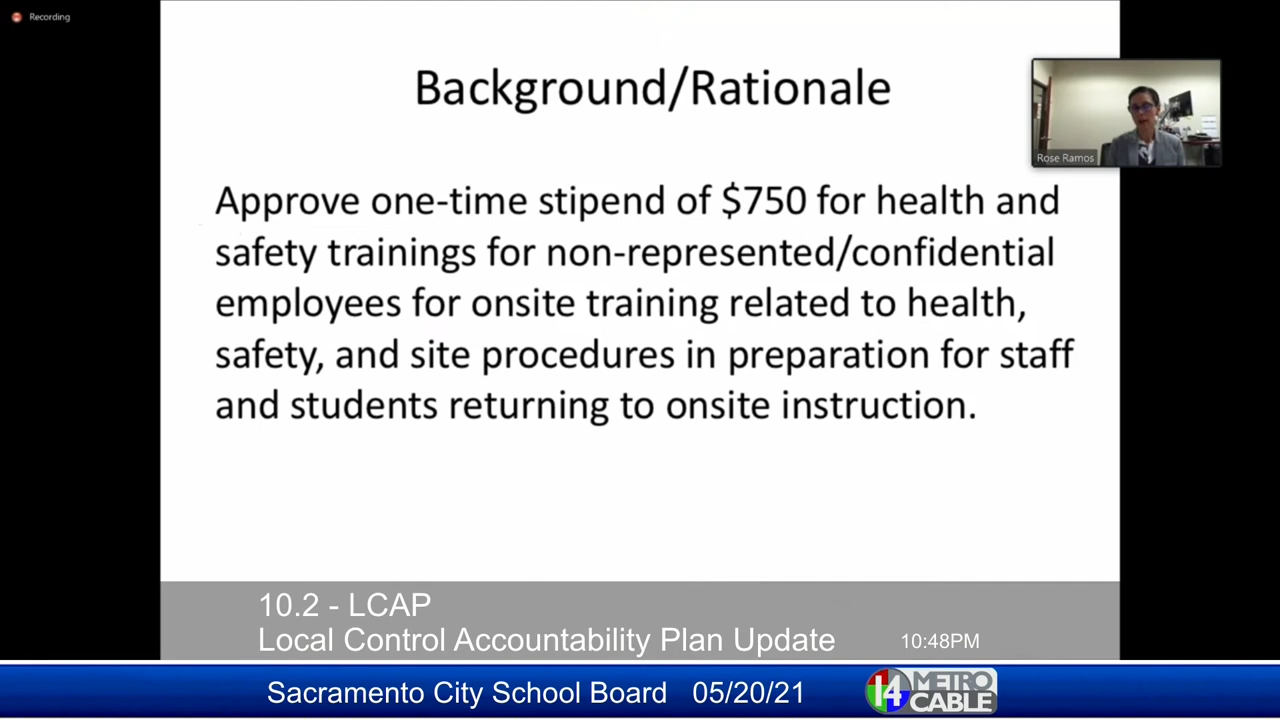 Recording
Background/Rationale
Rose Ramos
Approve one-time stipend of $750 for health and
safety trainings for non-represented/confidential
employees for onsite training related to health,
safety, and site procedures in preparation for staff
and students returning to onsite instruction.
10.2 - LCAP
Local Control Accountability Plan Update
10:48PM
Sacramento City School Board 05/20/21
14 METRO
CABLE